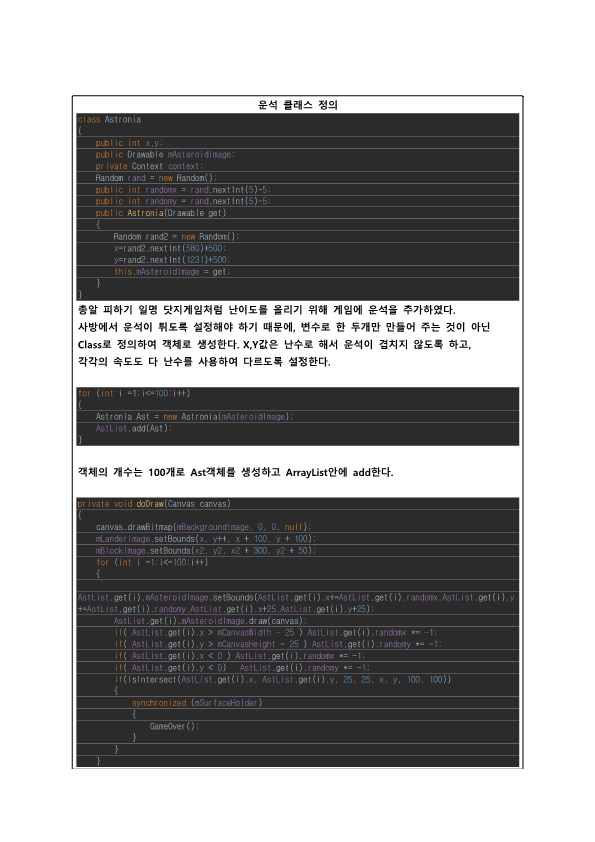 운석 클래스 정의
class Astronia
{
public int x,y;
public Drawable mAsteroidImage;
private Context context;
Random rand = new Random();
public int randomx = rand.nextInt(5)-5;
public int randomy = rand.nextInt(5)-5;
public Astronia(Drawable get)
{
Random rand2 = new Random();
x=rand2.nextInt(580)+500;
y=rand2.nextInt(1231)+500;
this.mAsteroidImage = get;
}
}
총알 피하기 일명 닷지게임처럼 난이도를 올리기 위해 게임에 운석을 추가하였다.
사방에서 운석이 튀도록 설정해야 하기 때문에, 변수로 한 두개만 만들어 주는 것이 아닌
Class로 정의하여 객체로 생성한다. X,Y값은 난수로 해서 운석이 겹치지 않도록 하고,
각각의 속도도 다 난수를 사용하여 다르도록 설정한다.
for (int i =1;i<=100;i++)
{
Astronia Ast = new Astronia(mAsteroidImage);
AstList.add(Ast);
}
객체의 개수는 100개로 Ast객체를 생성하고 ArrayList안에 add한다.
private void doDraw(Canvas canvas)
{
canvas.drawBitmap(mBackgroundImage, 0, 0, null);
mLanderImage.setBounds(x, y++, x + 100, y + 100);
mBlockImage.setBounds(x2, y2, x2 + 300, y2 + 50);
for (int i =1;i<=100;i++)
{
AstList.get(i).mAsteroidImage.setBounds(AstList.get(i).x+=AstList.get(i).randomx,AstList.get(i).y
+=AstList.get(i).randomy,AstList.get(i).x+25,AstList.get(i).y+25);
AstList.get(i).mAsteroidImage.draw(canvas);
if( AstList.get(i).x > mCanvasWidth - 25 ) AstList.get(i).randomx *= -1;
if( AstList.get(i).y > mCanvasHeight - 25 ) AstList.get(i).randomy *= -1;
if( AstList.get(i).x < 0 ) AstList.get(i).randomx *= -1;
if( AstList.get(i).y < 0) AstList.get(i).randomy *= -1;
if(IsIntersect(AstList.get(i).x, AstList.get(i).y, 25, 25, x, y, 100, 100))
{
synchronized (mSurfaceHolder)
{
GameOver();
}
}
}